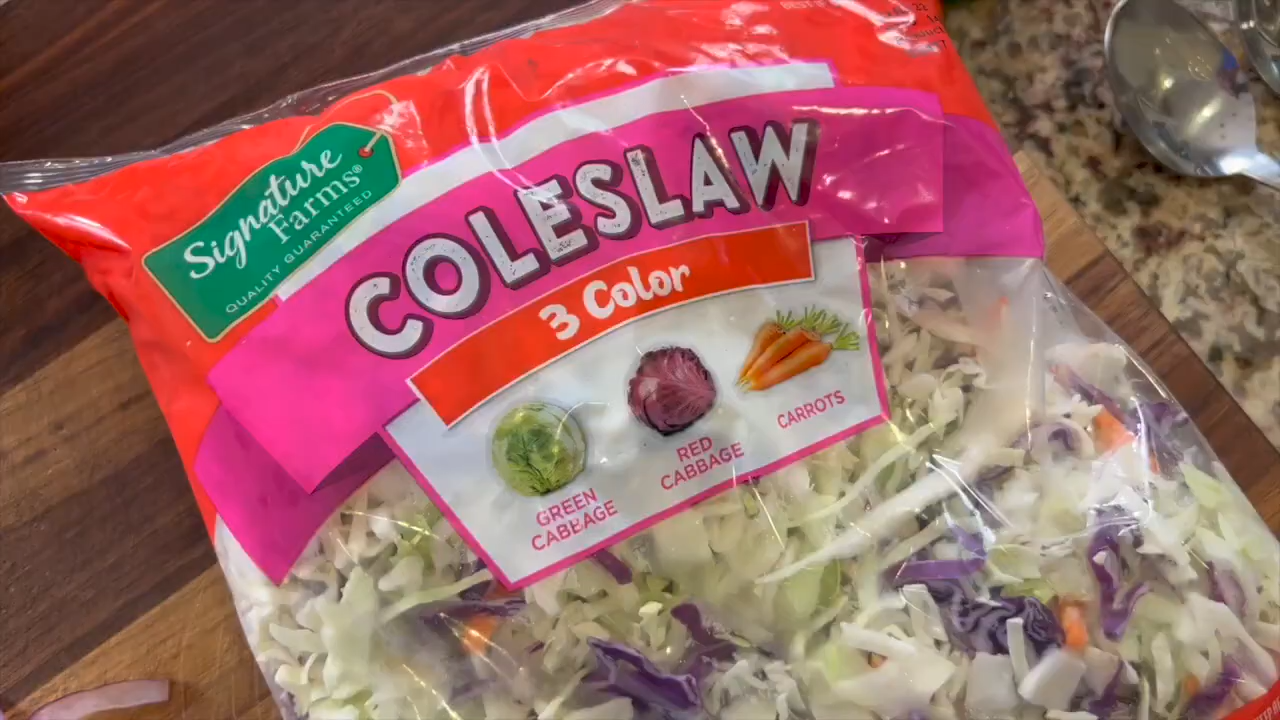 Signature
Farms®
QUALITY GUARANTEED
COLESLAW
3 Color
GREEN
CABBAGE
RED
CABBAGE
CARROTS